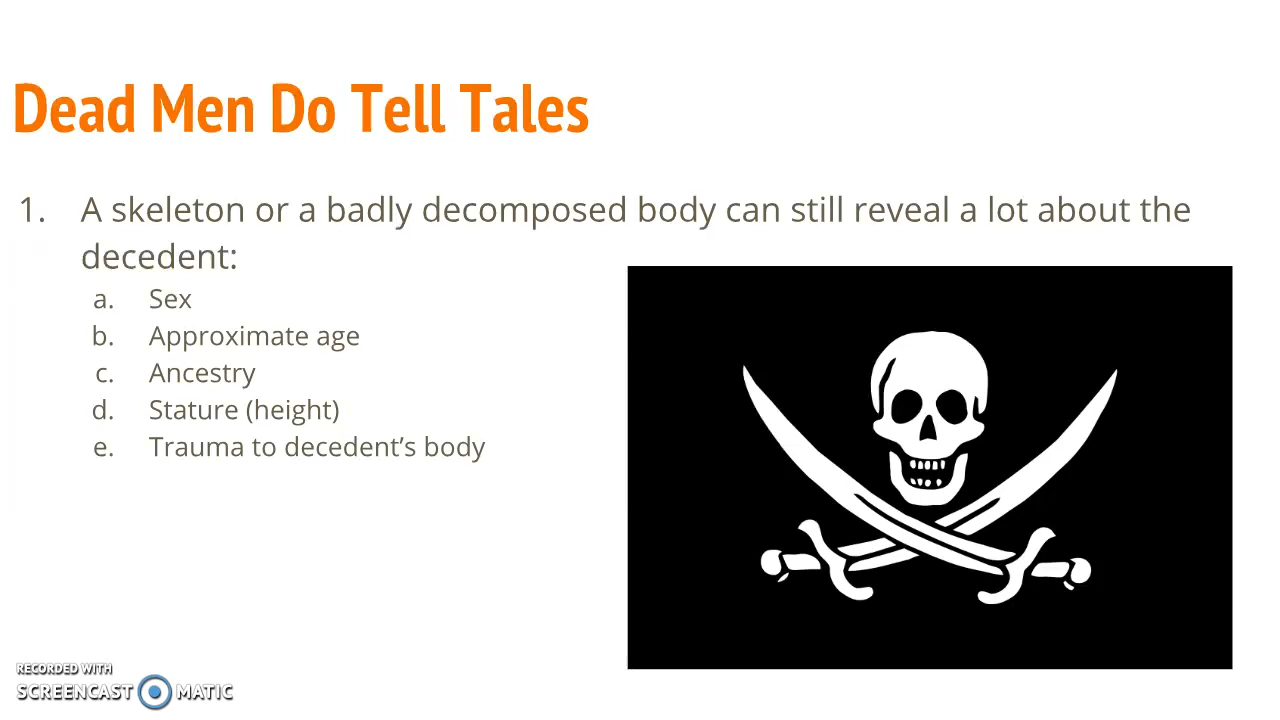 Dead Men Do Tell Tales
1. A skeleton or a badly decomposed body can still reveal a lot about the
decedent:
a. Sex
b. Approximate age
c. Ancestry
d. Stature (height)
e. Trauma to decedent’s body
RECORDED WITH
SCREENCAST MATIC